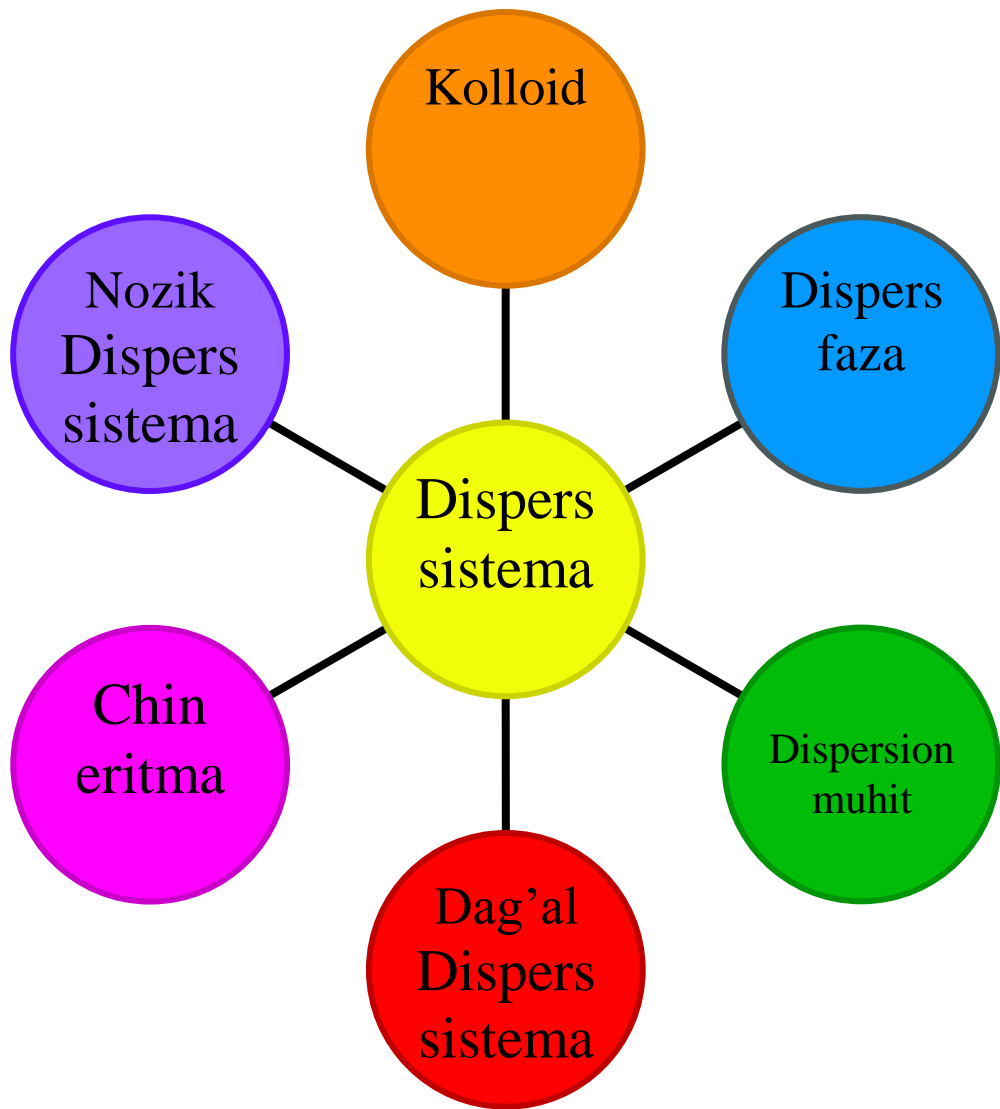 Kolloid
Nozik
Dispers
sistema
Dispers
faza
Dispers
sistema
Chin
eritma
Dispersion
muhit
Dag’al
Dispers
sistema